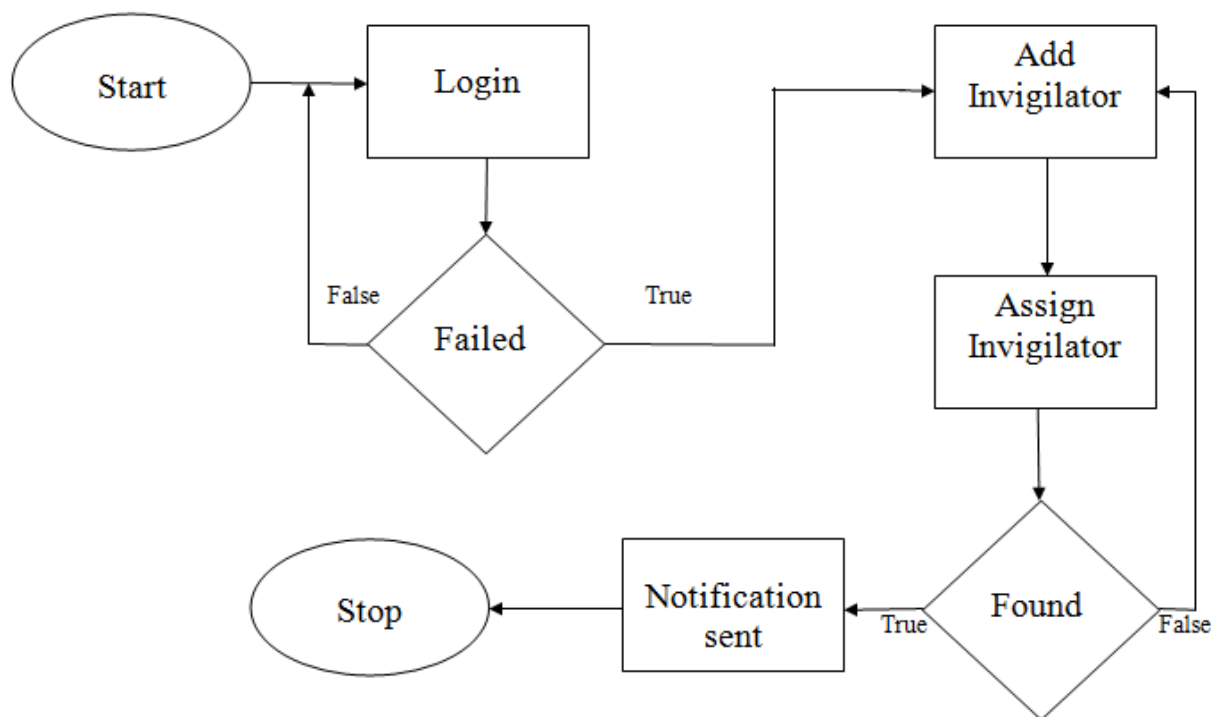 Start
Login
Add
Invigilator
False
True
Failed
Assign
Invigilator
Stop
Notification
sent
True
Found
False